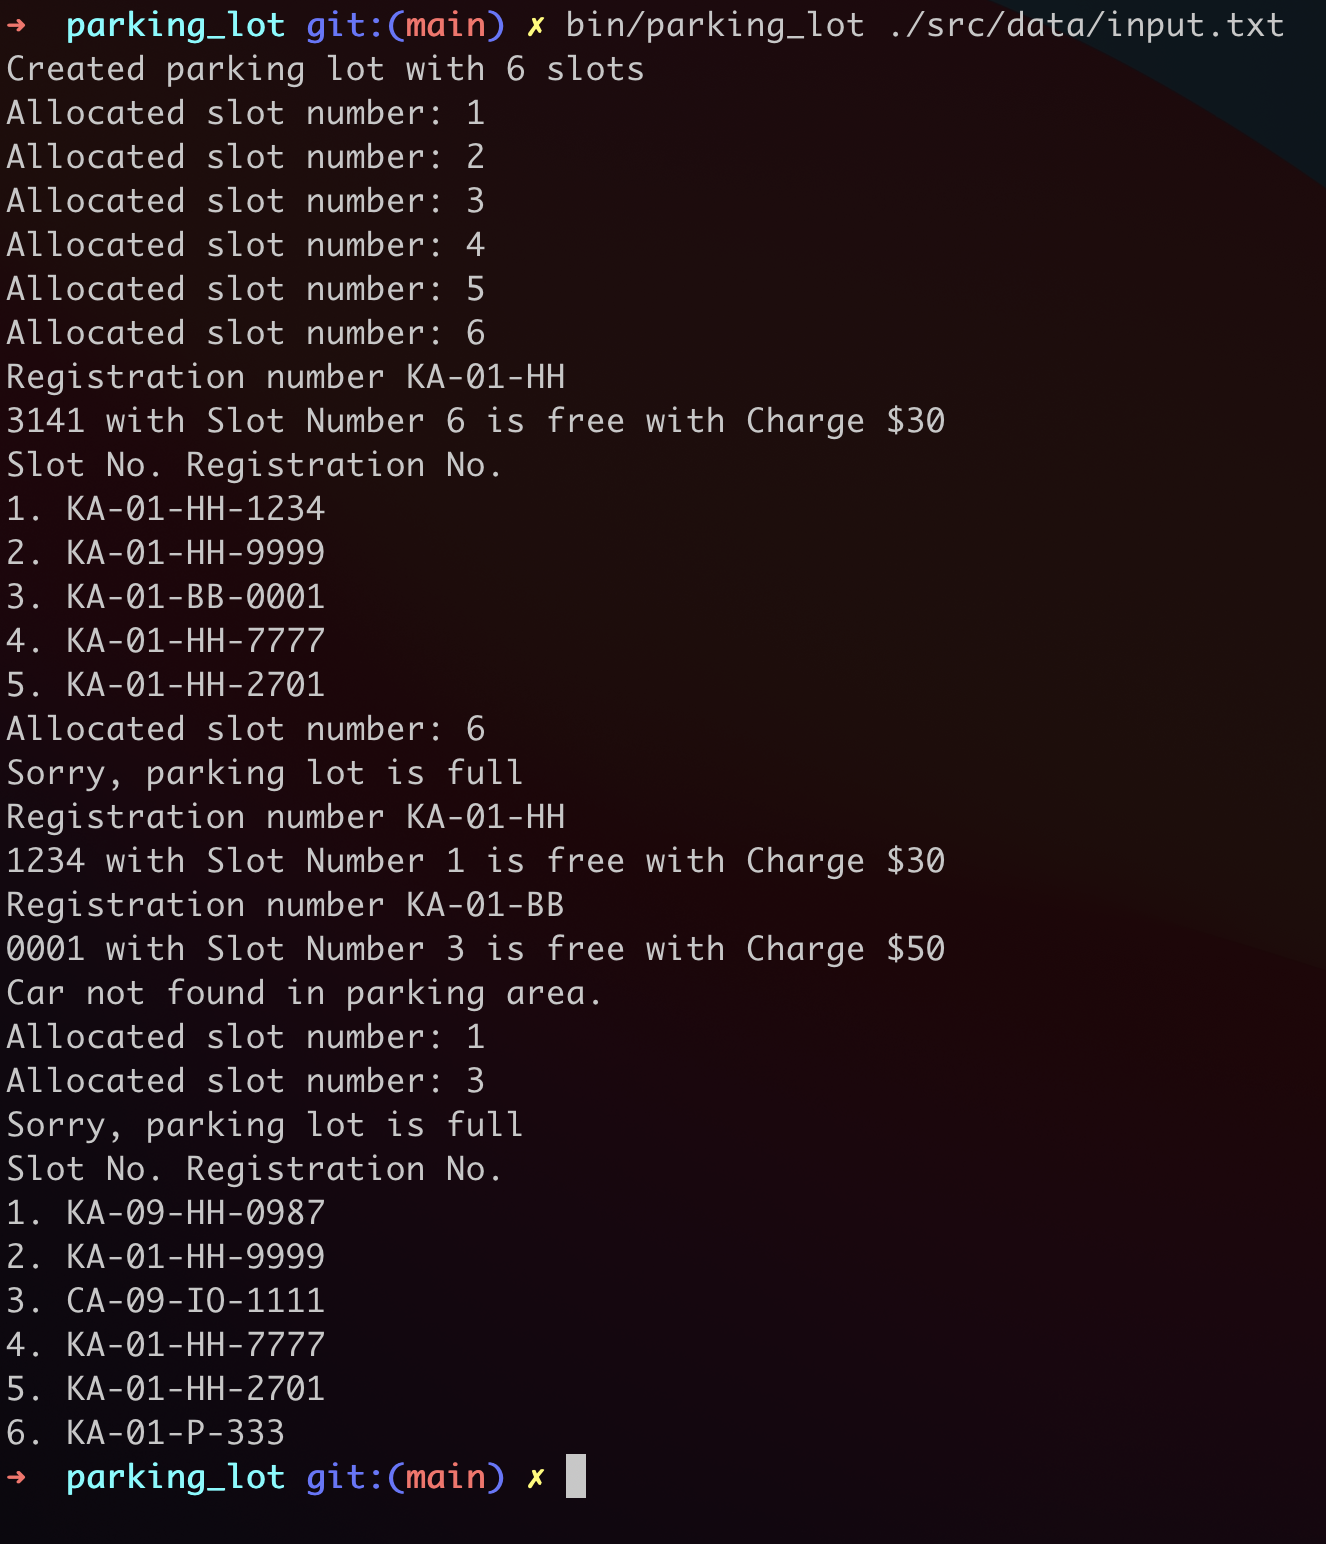 ➜  parking_lot git:(main) ✗ bin/parking_lot ./src/data/input.txt
Created parking lot with 6 slots
Allocated slot number: 1
Allocated slot number: 2
Allocated slot number: 3
Allocated slot number: 4
Allocated slot number: 5
Allocated slot number: 6
Registration number KA-01-HH
3141 with Slot Number 6 is free with Charge $30
Slot No. Registration No.
1. KA-01-HH-1234
2. KA-01-HH-9999
3. KA-01-BB-0001
4. KA-01-HH-7777
5. KA-01-HH-2701
Allocated slot number: 6
Sorry, parking lot is full
Registration number KA-01-HH
1234 with Slot Number 1 is free with Charge $30
Registration number KA-01-BB
0001 with Slot Number 3 is free with Charge $50
Car not found in parking area.
Allocated slot number: 1
Allocated slot number: 3
Sorry, parking lot is full
Slot No. Registration No.
1. KA-09-HH-0987
2. KA-01-HH-9999
3. CA-09-IO-1111
4. KA-01-HH-7777
5. KA-01-HH-2701
6. KA-01-P-333
➜  parking_lot git:(main) ✗